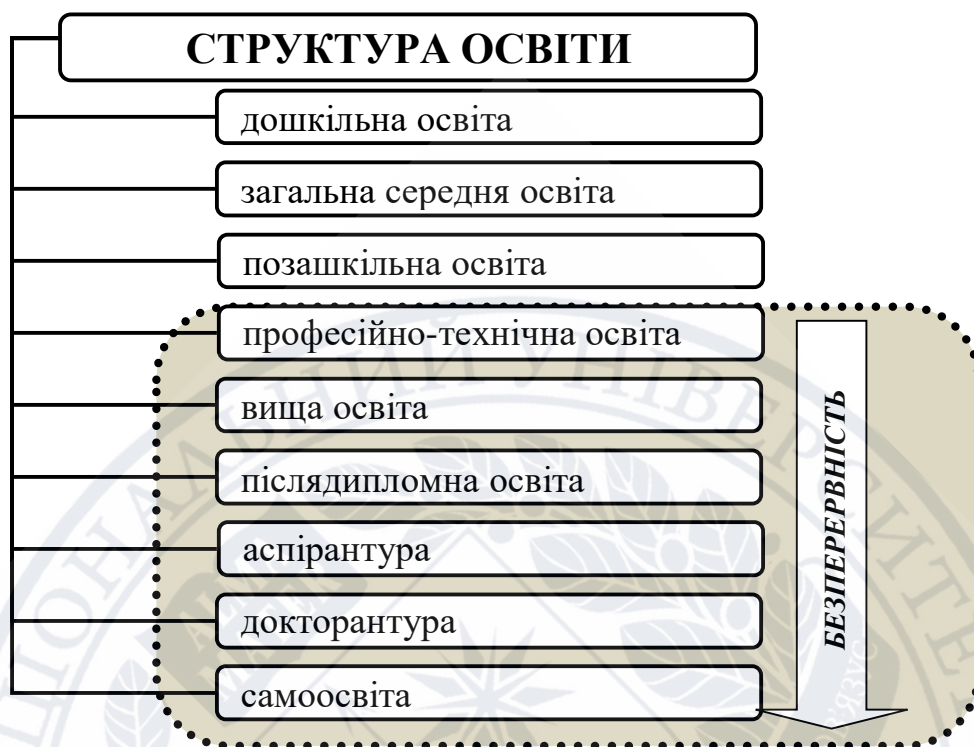 СТРУКТУРА ОСВІТИ
дошкільна освіта
загальна середня освіта
позашкільна освіта
професійно-технічна освіта
вища освіта
післядипломна освіта
аспірантура
докторантура
самоосвіта
БЕЗПЕРЕРВНІСТЬ